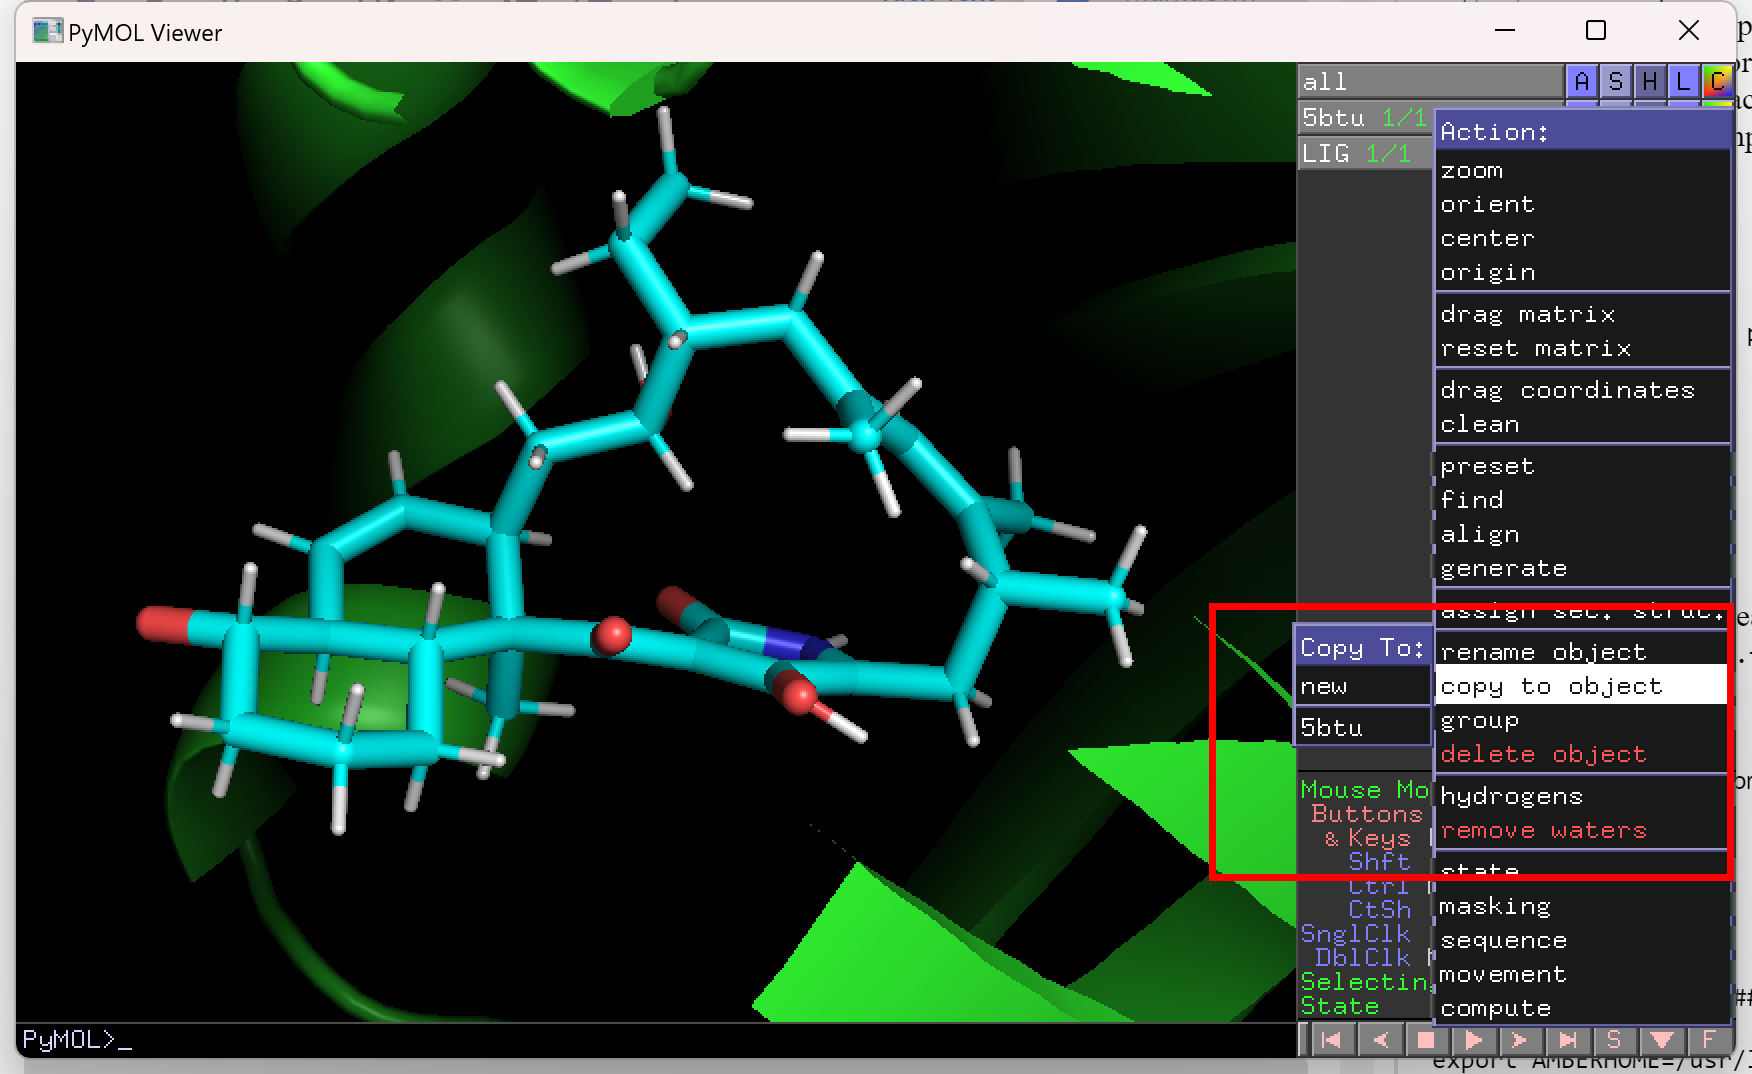 PyMOL Viewer
all A S H L C
5btu 1/1
LIG 1/1
Action:
zoom
orient
center
origin
drag matrix
reset matrix
drag coordinates
clean
preset
find
align
generate
assign sec. struc.
Copy To:
new
5btu
rename object
copy to object
group
delete object
hydrogens
remove waters
state
masking
sequence
movement
compute
Mouse Mo
Buttons
& Keys
Shft
Ctrl
CtSh
SnglClk
DblClk
Selectin
State
PyMOL>_
S F
export AMBERHOME=/usr/